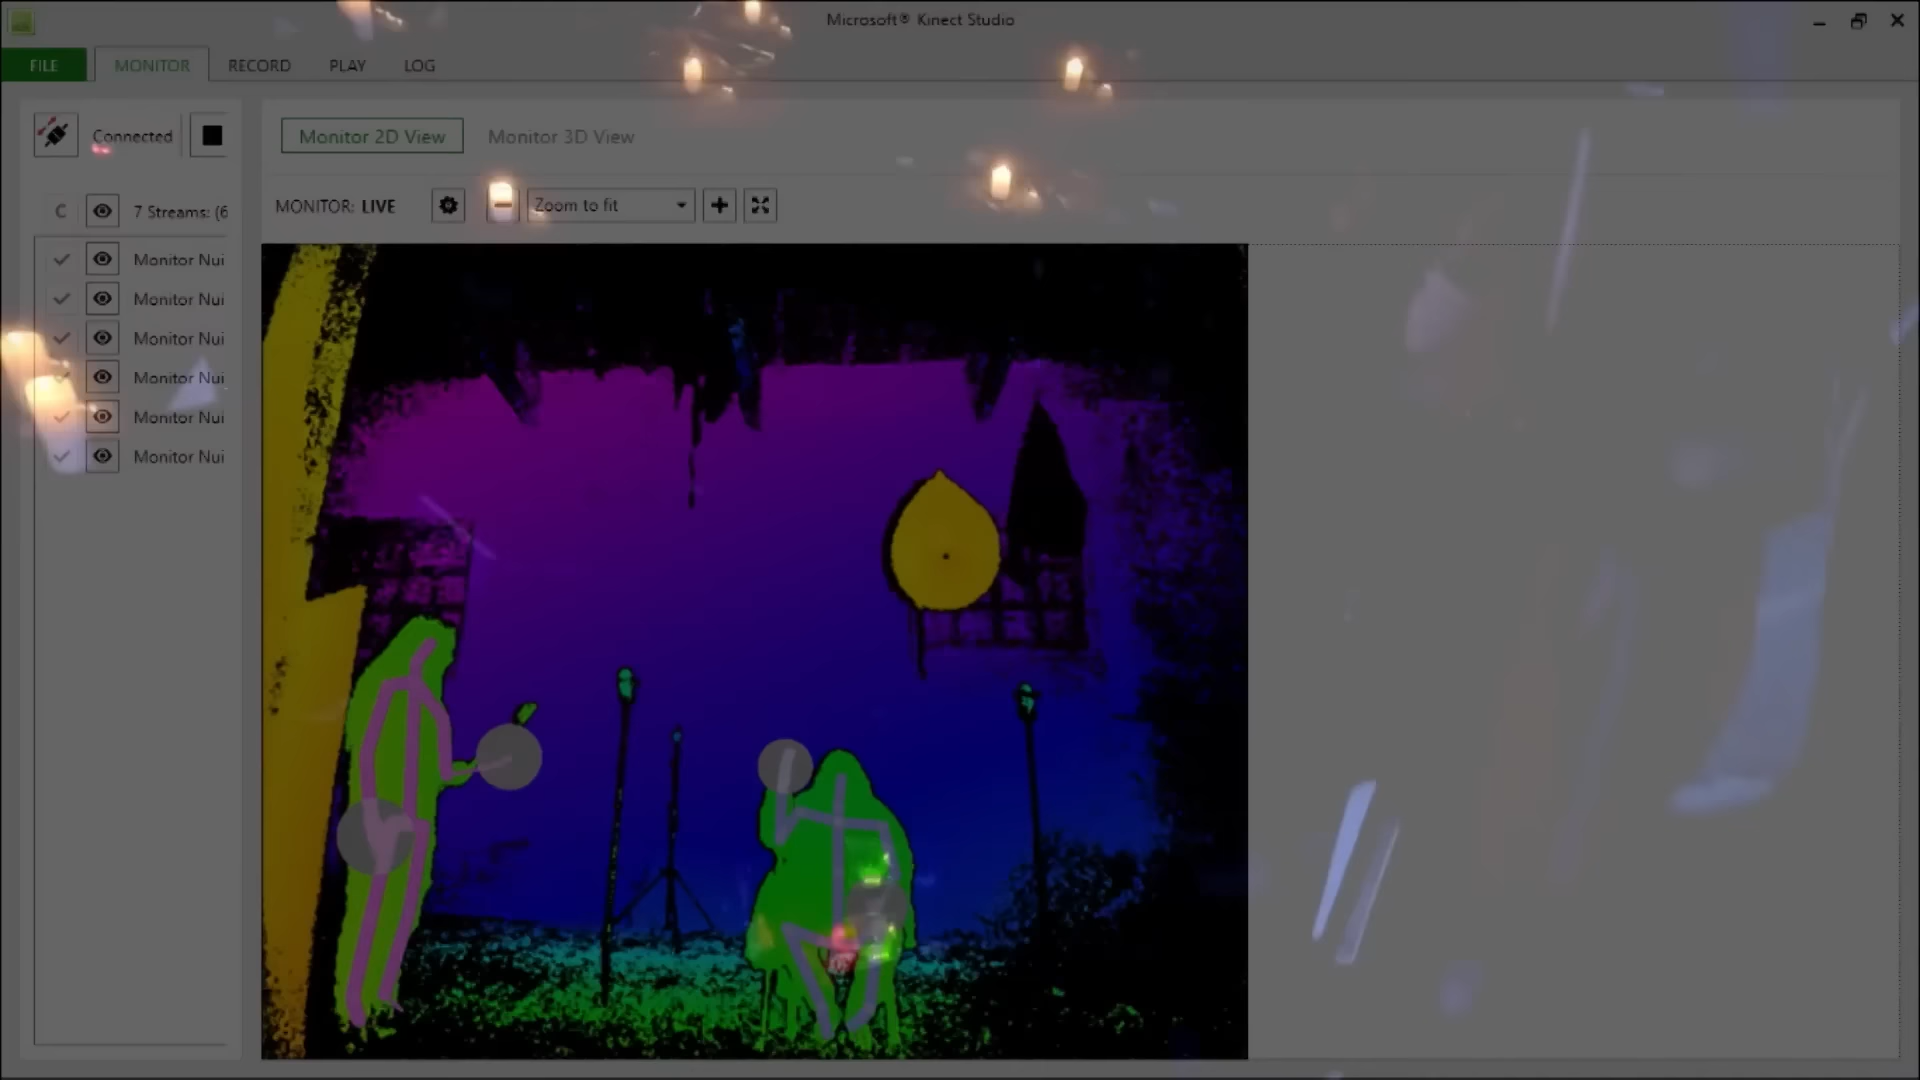 Microsoft® Kinect Studio
FILE
MONITOR
RECORD
PLAY
LOG
Connected
Monitor 2D View
Monitor 3D View
MONITOR: LIVE
Zoom to fit
C
7 Streams: (6
Monitor Nui
Monitor Nui
Monitor Nui
Monitor Nui
Monitor Nui
Monitor Nui